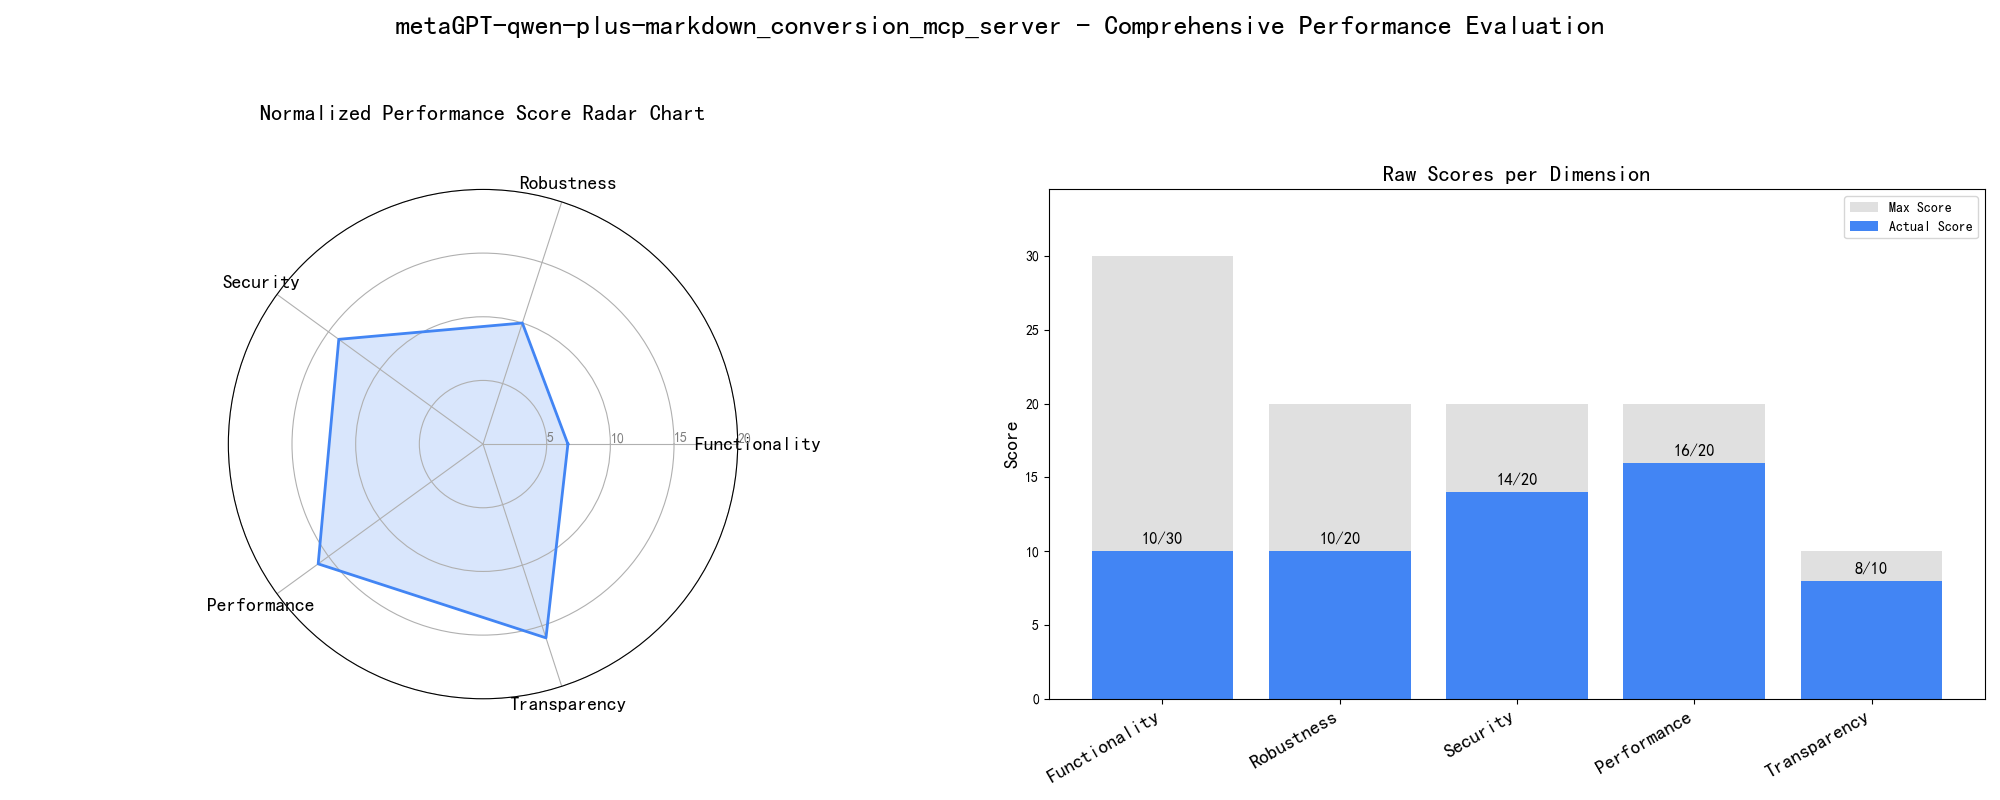 metaGPT-qwen-plus-markdown_conversion_mcp_server - Comprehensive Performance Evaluation
Normalized Performance Score Radar Chart
Robustness
Security
Functionality
5
10
15
20
Performance
Transparency
Raw Scores per Dimension
Max Score
Actual Score
Score
30
25
20
15
10
5
0
10/30
10/20
14/20
16/20
8/10
Functionality
Robustness
Security
Performance
Transparency